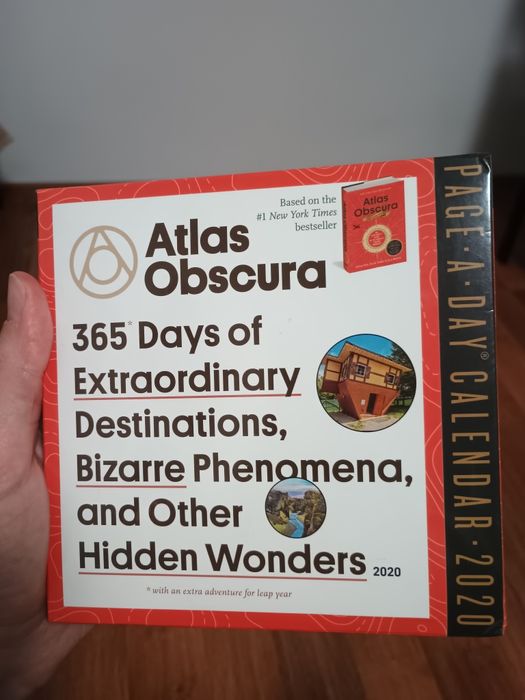 Based on the
#1 New York Times
bestseller
Atlas
Obscura
Atlas
Obscura
365* Days of
Extraordinary
Destinations,
Bizarre Phenomena,
and Other
Hidden Wonders 2020
* with an extra adventure for leap year
PAGE-A-DAY® CALENDAR · 2020